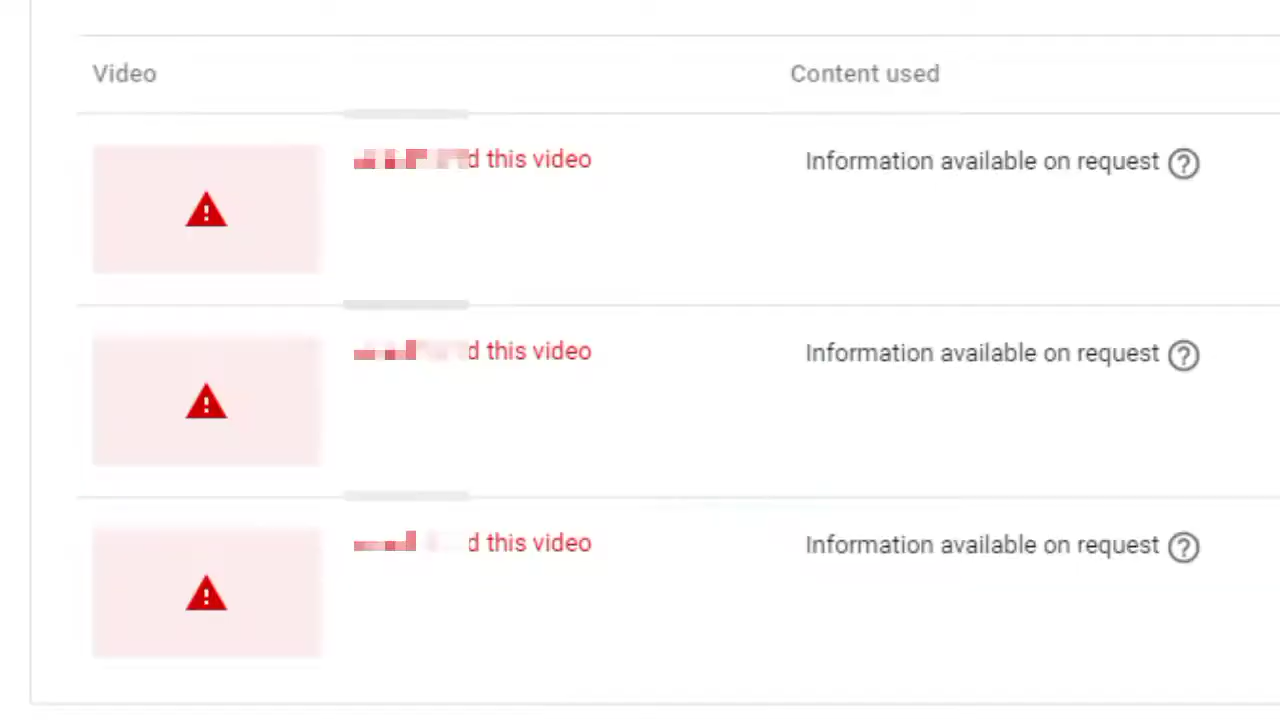 Video
Content used
this video
Information available on request
this video
Information available on request
this video
Information available on request